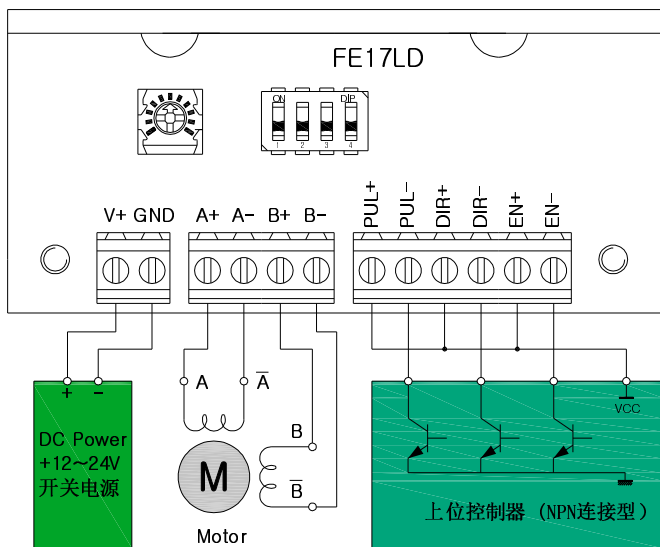 FE17LD
ON DIP
1 2 3 4
V+ GND A+ A- B+ B- PUL+ PUL- DIR+ DIR- EN+ EN-
+ -
A A̅
VCC
DC Power
+12~24V
开关电源
B
B̅
M
Motor
上位控制器（NPN连接型）